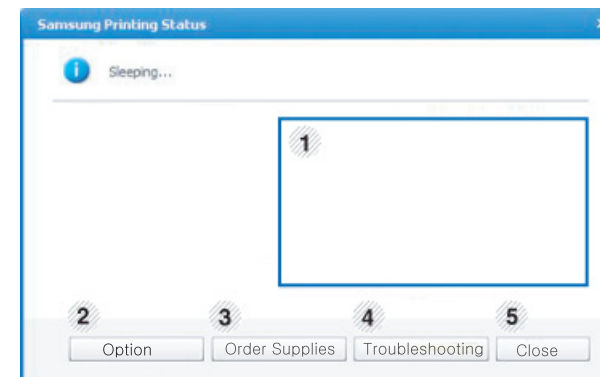 Samsung Printing Status
Sleeping...
1
2 3 4 5
Option Order Supplies Troubleshooting Close